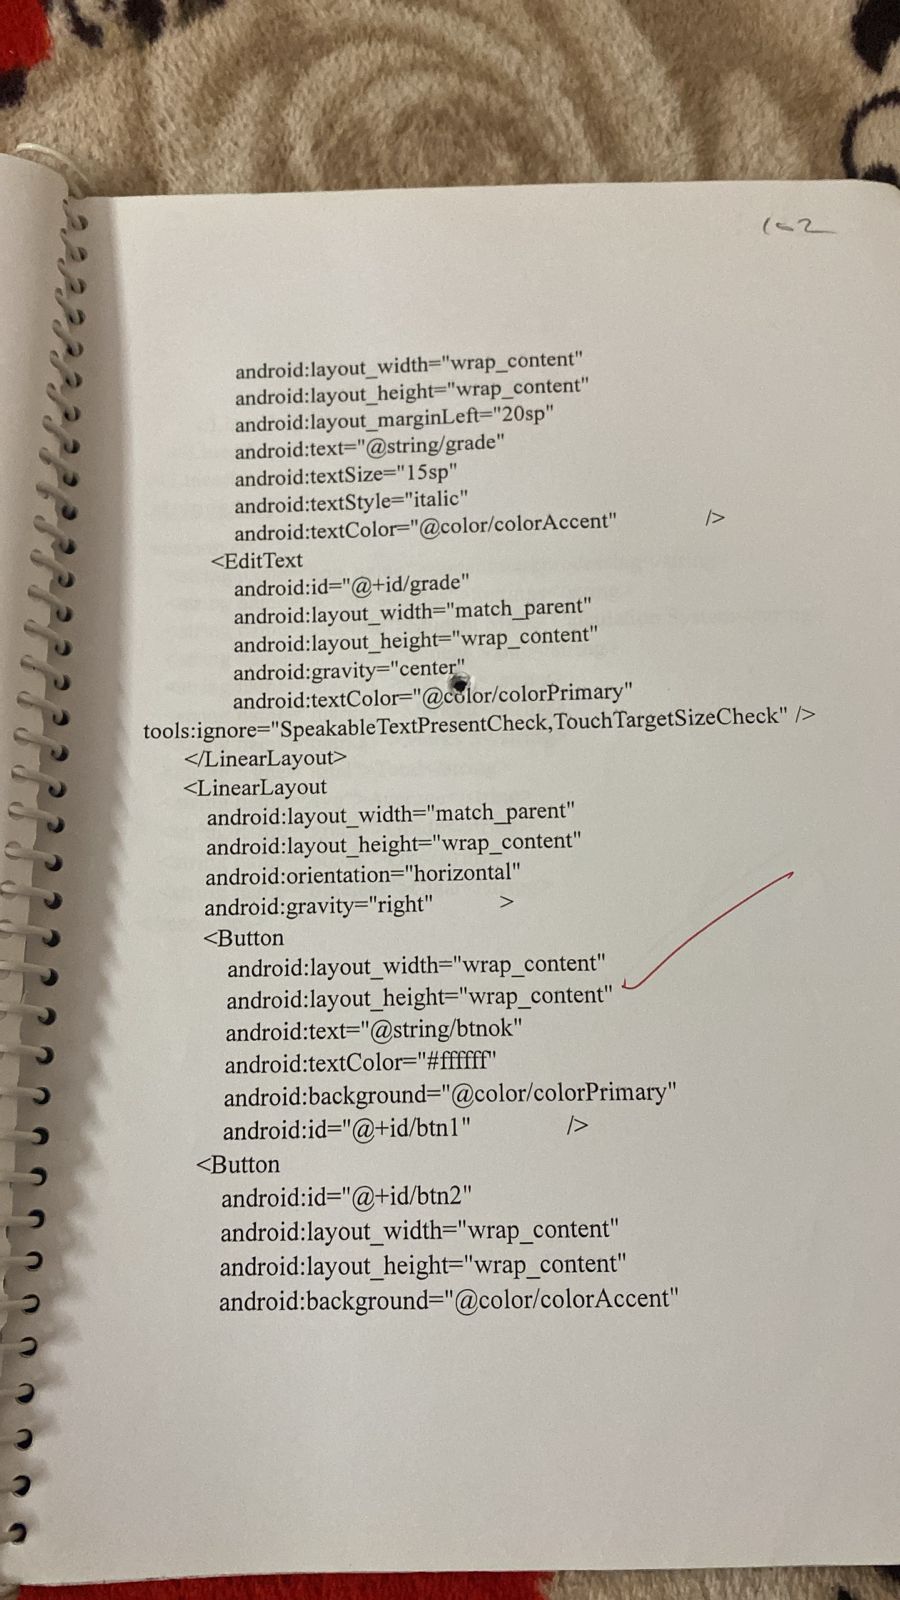 102
android:layout_width="wrap_content"
android:layout_height="wrap_content"
android:layout_marginLeft="20sp"
android:text="@string/grade"
android:textSize="15sp"
android:textStyle="italic"
android:textColor="@color/colorAccent" />
<EditText
android:id="@+id/grade"
android:layout_width="match_parent"
android:layout_height="wrap_content"
android:gravity="center"
android:textColor="@color/colorPrimary"
tools:ignore="SpeakableTextPresentCheck,TouchTargetSizeCheck" />
</LinearLayout>
<LinearLayout
android:layout_width="match_parent"
android:layout_height="wrap_content"
android:orientation="horizontal"
android:gravity="right" >
<Button
android:layout_width="wrap_content"
android:layout_height="wrap_content"
android:text="@string/btnok"
android:textColor="#ffffff"
android:background="@color/colorPrimary"
android:id="@+id/btn1" />
<Button
android:id="@+id/btn2"
android:layout_width="wrap_content"
android:layout_height="wrap_content"
android:background="@color/colorAccent"